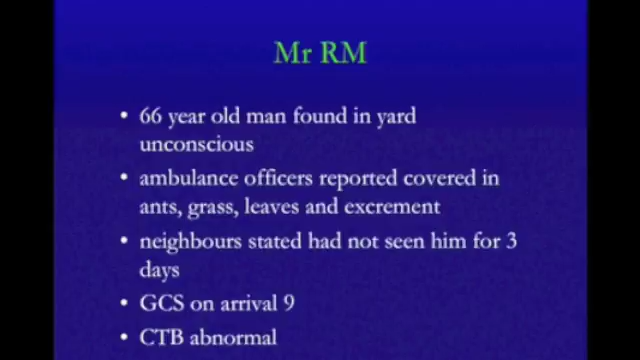 Mr RM
• 66 year old man found in yard
unconscious
• ambulance officers reported covered in
ants, grass, leaves and excrement
• neighbours stated had not seen him for 3
days
• GCS on arrival 9
• CTB abnormal